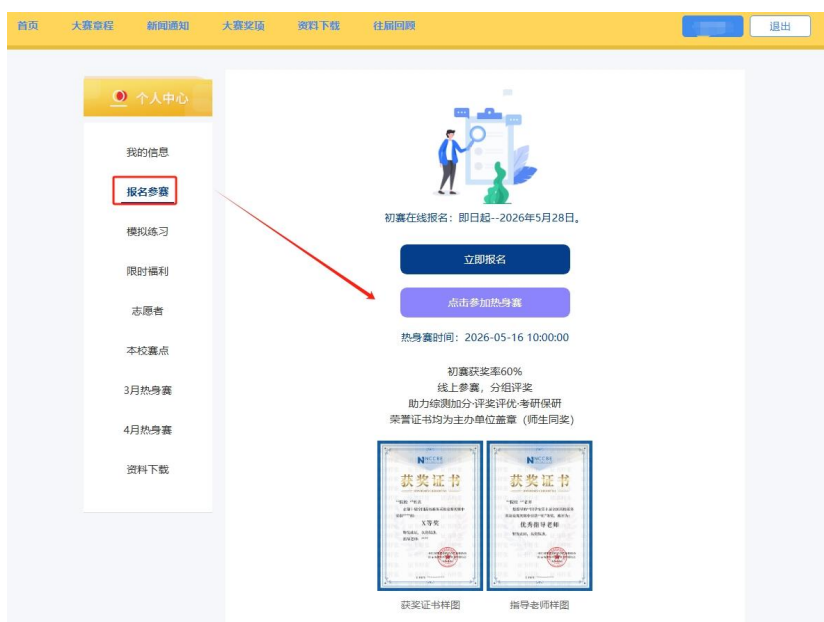 首页 大赛章程 新闻通知 大赛奖项 资料下载 往届回顾 退出
个人中心
我的信息
报名参赛
模拟练习
限时福利
志愿者
本校赛点
3月热身赛
4月热身赛
资料下载
初赛在线报名：即日起--2026年5月28日。
立即报名
点击参加热身赛
热身赛时间：2026-05-16 10:00:00
初赛获奖率60%
线上参赛，分组评奖
助力综测加分·评奖评优·考研保研
荣誉证书均为主办单位盖章（师生同奖）
获奖证书
X等奖
获奖证书样图
获奖证书
优秀指导老师
指导老师样图